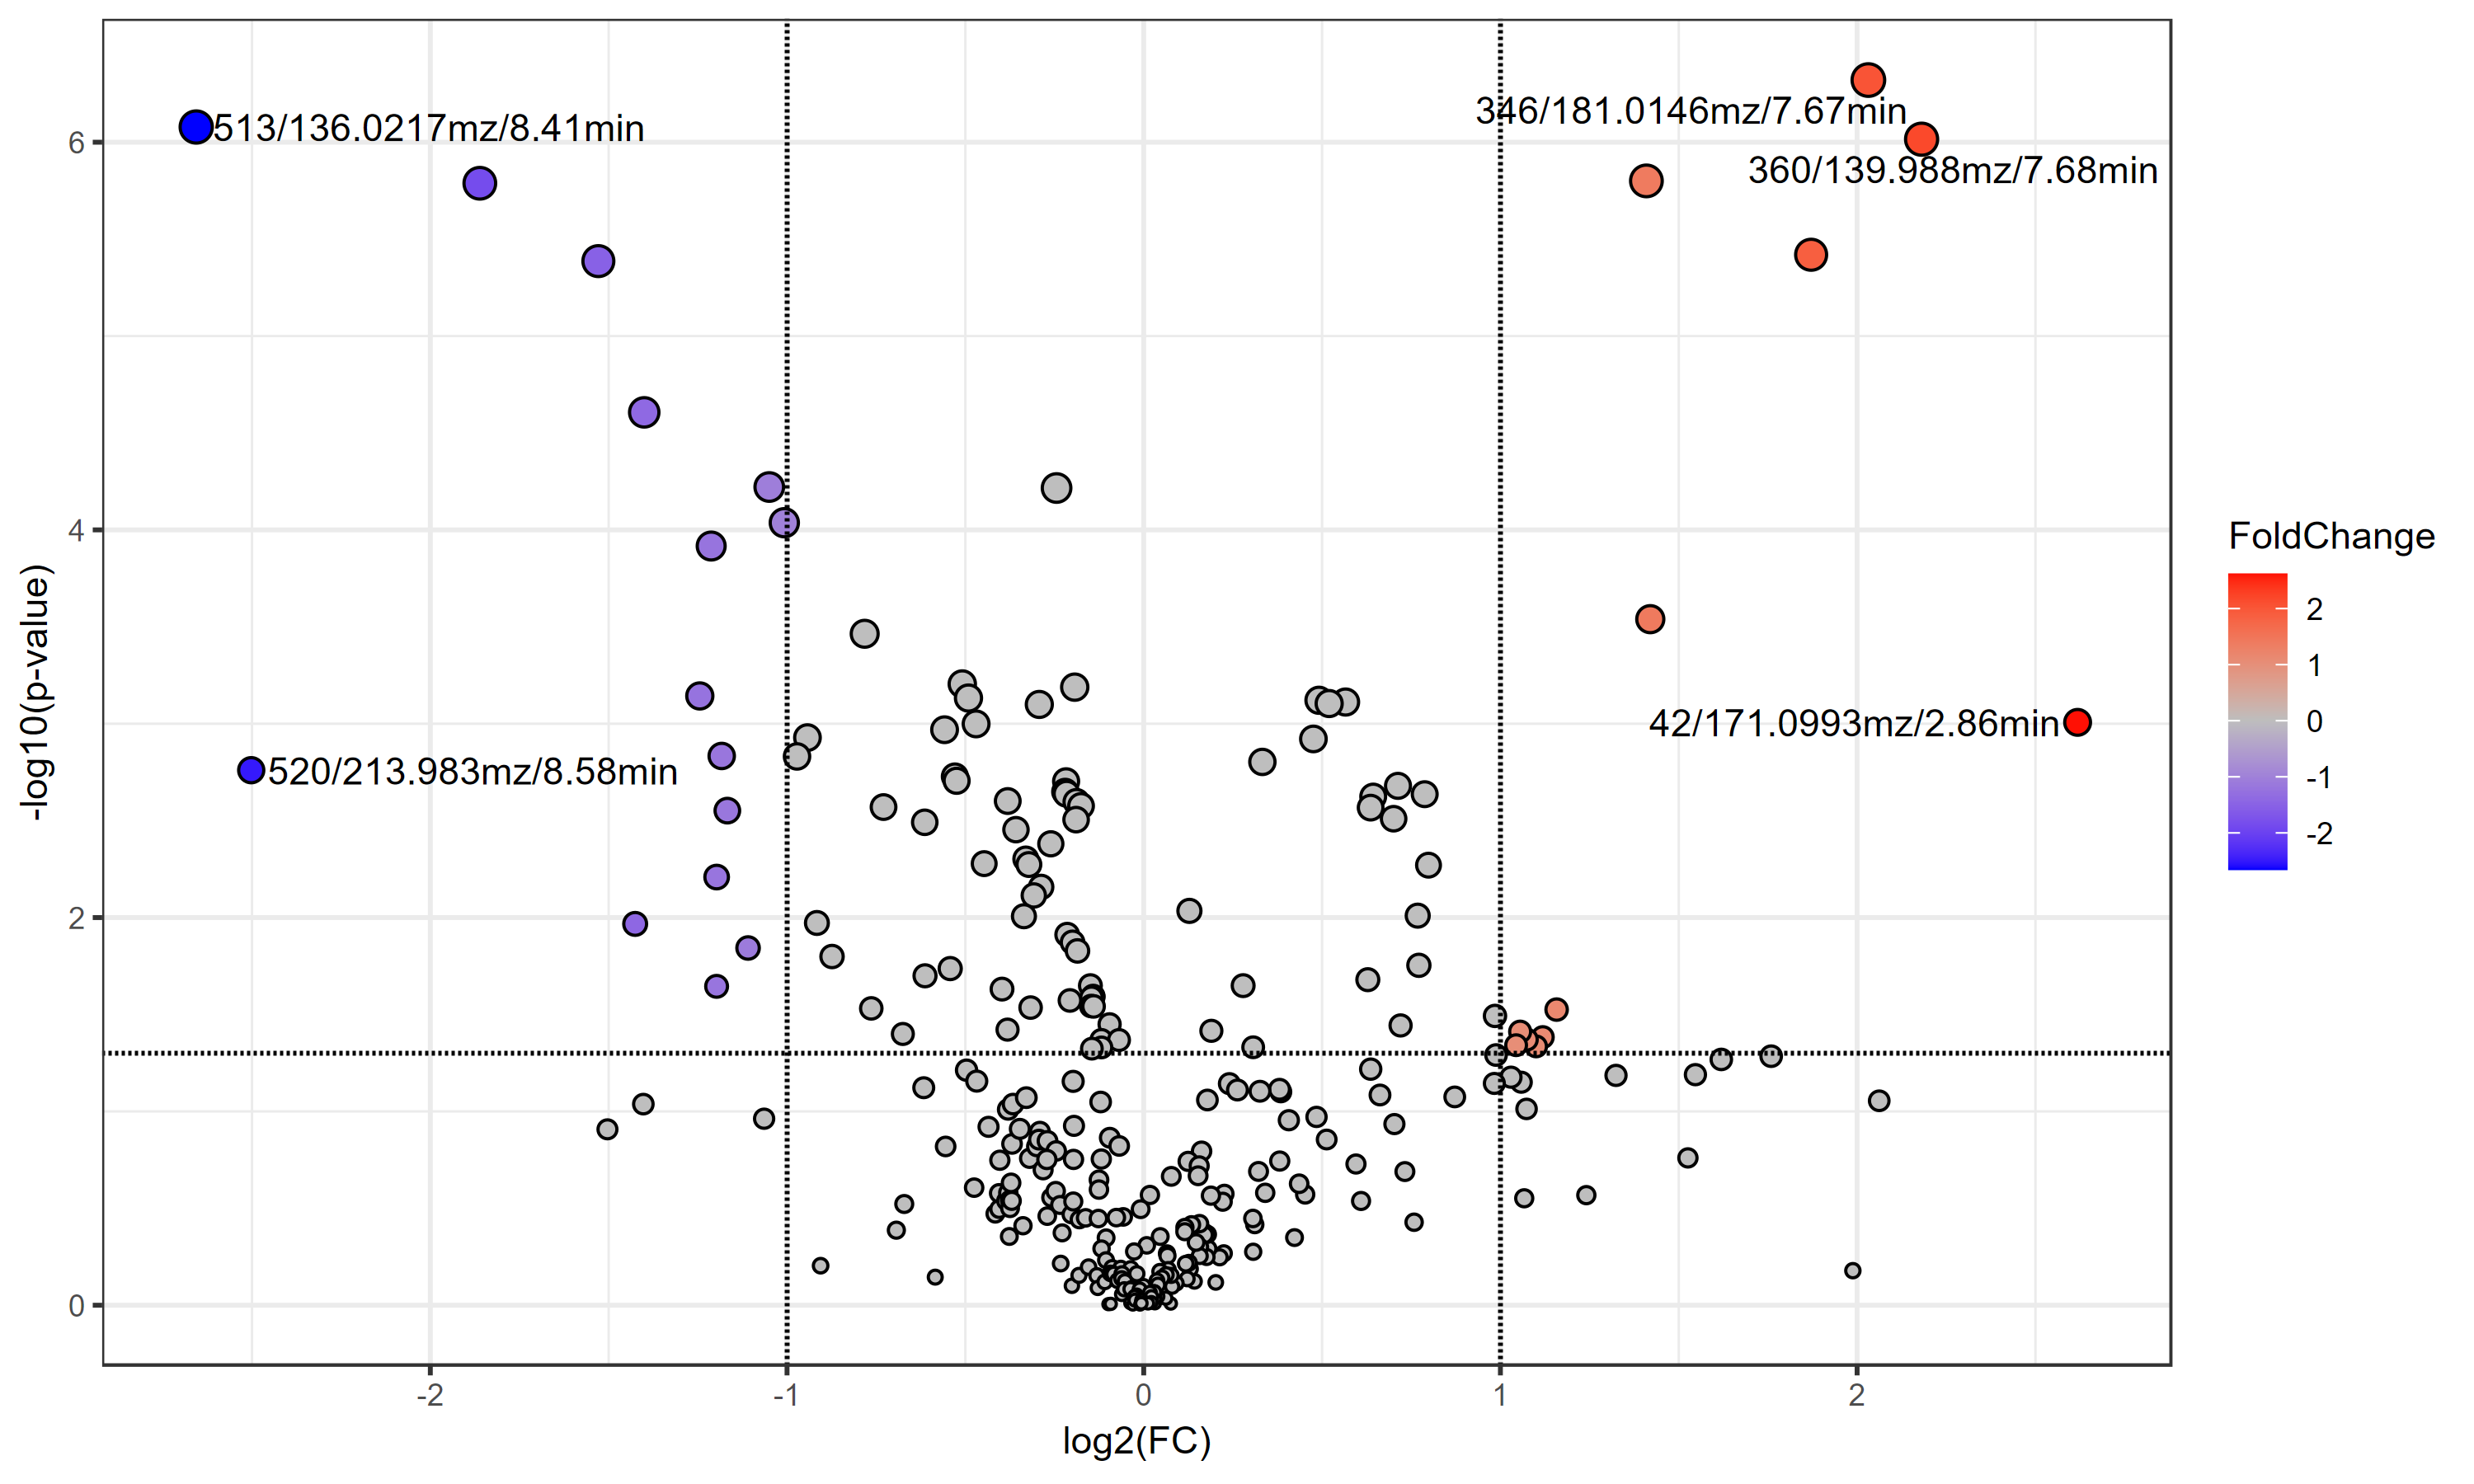 346/181.0146mz/7.67min
513/136.0217mz/8.41min
360/139.988mz/7.68min
42/171.0993mz/2.86min
520/213.983mz/8.58min
6
4
2
0
-log10(p-value)
-2
-1
0
1
2
log2(FC)
FoldChange
2
1
0
-1
-2